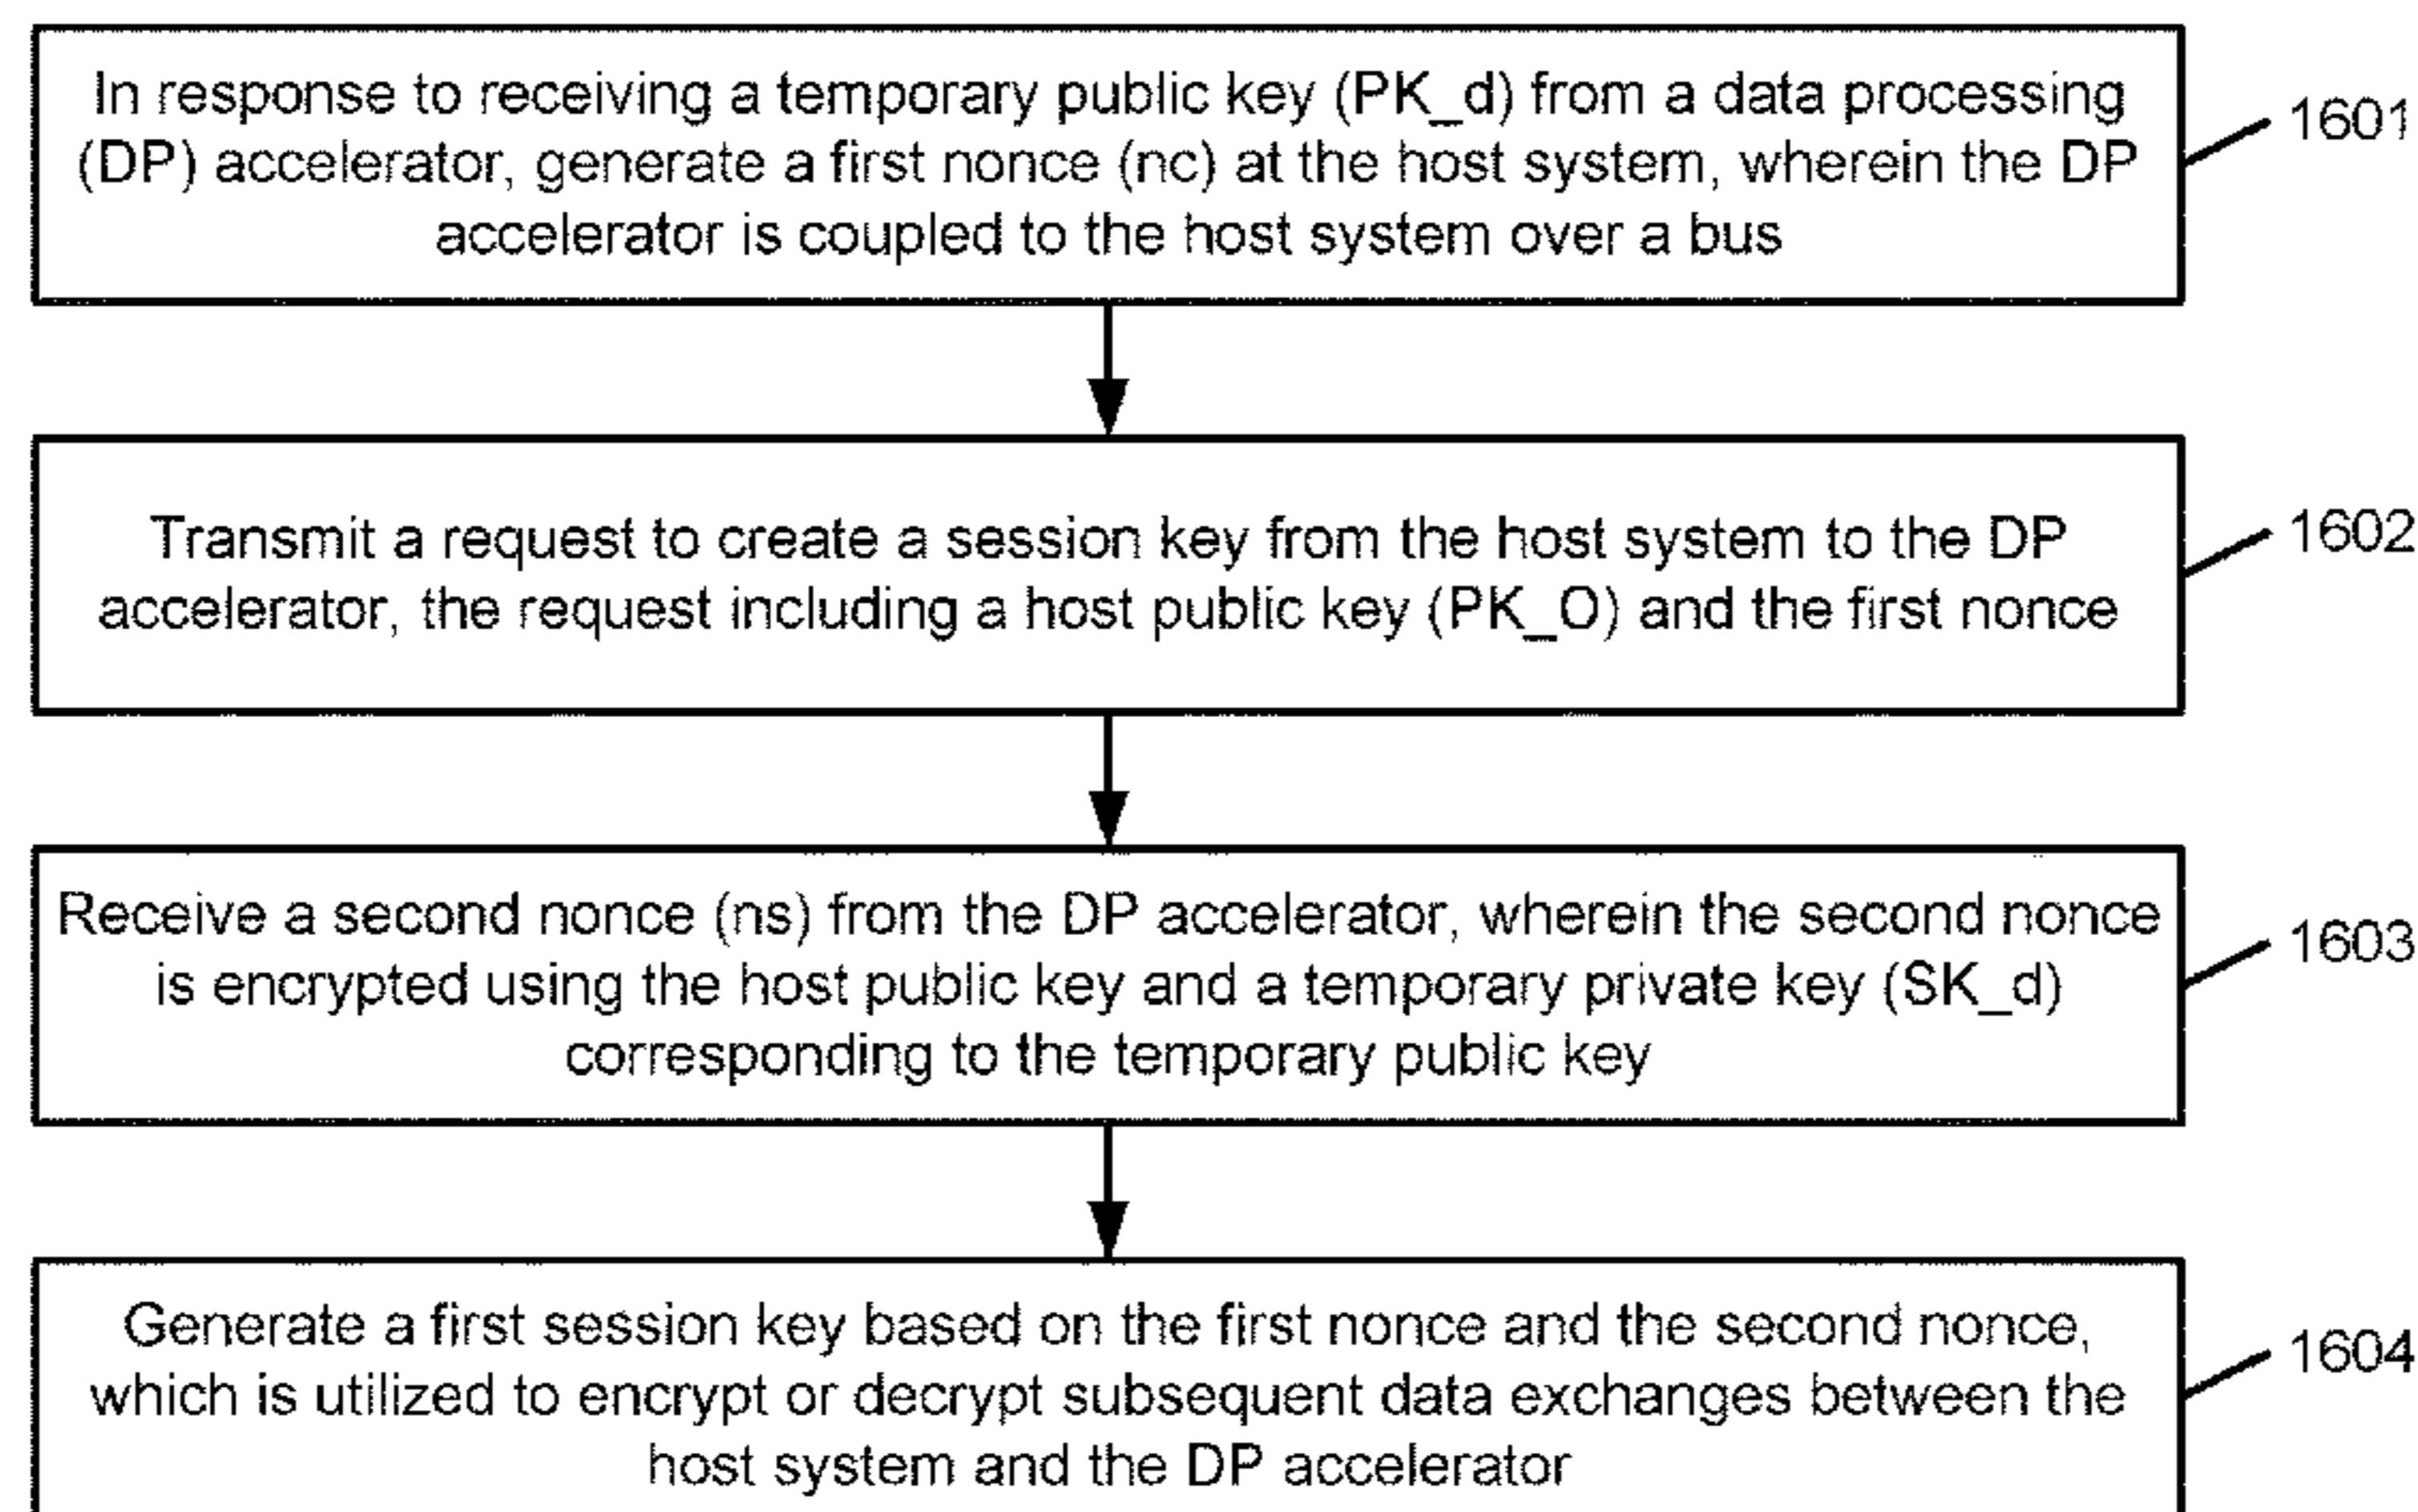 In response to receiving a temporary public key (PK_d) from a data processing
(DP) accelerator, generate a first nonce (nc) at the host system, wherein the DP
accelerator is coupled to the host system over a bus
1601
Transmit a request to create a session key from the host system to the DP
accelerator, the request including a host public key (PK_O) and the first nonce
1602
Receive a second nonce (ns) from the DP accelerator, wherein the second nonce
is encrypted using the host public key and a temporary private key (SK_d)
corresponding to the temporary public key
1603
Generate a first session key based on the first nonce and the second nonce,
which is utilized to encrypt or decrypt subsequent data exchanges between the
host system and the DP accelerator
1604